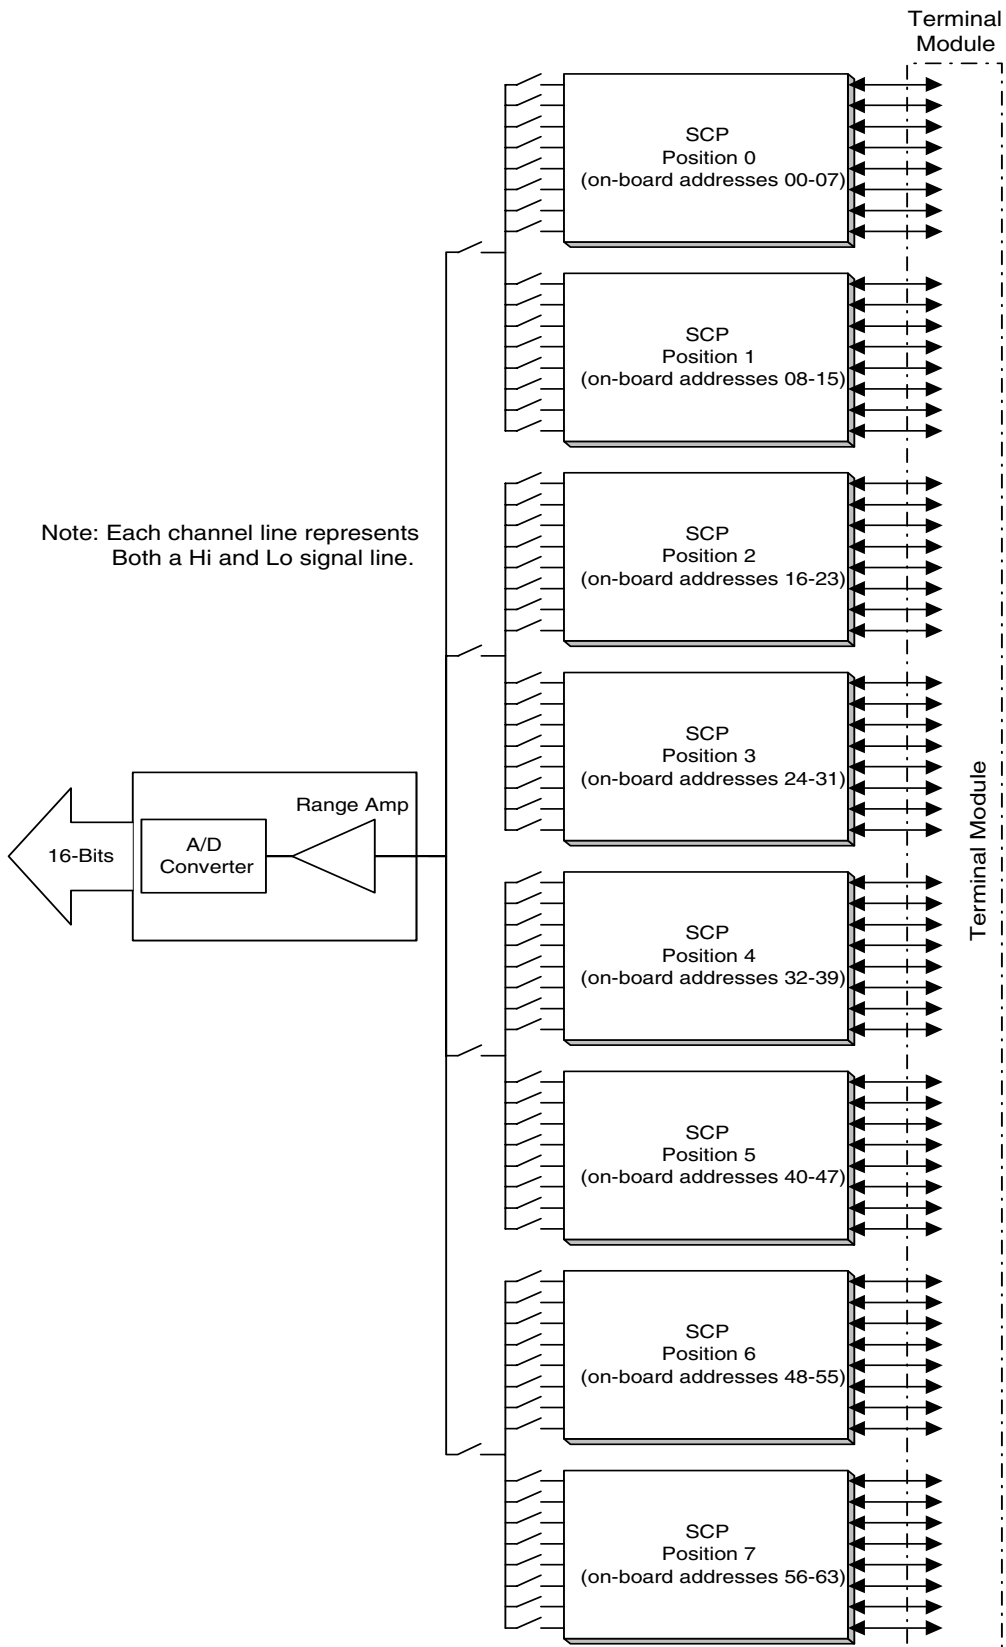 Terminal
Module
SCP
Position 0
(on-board addresses 00-07)
SCP
Position 1
(on-board addresses 08-15)
Note: Each channel line represents
Both a Hi and Lo signal line.
SCP
Position 2
(on-board addresses 16-23)
SCP
Position 3
(on-board addresses 24-31)
Range Amp
16-Bits
A/D
Converter
Terminal Module
SCP
Position 4
(on-board addresses 32-39)
SCP
Position 5
(on-board addresses 40-47)
SCP
Position 6
(on-board addresses 48-55)
SCP
Position 7
(on-board addresses 56-63)